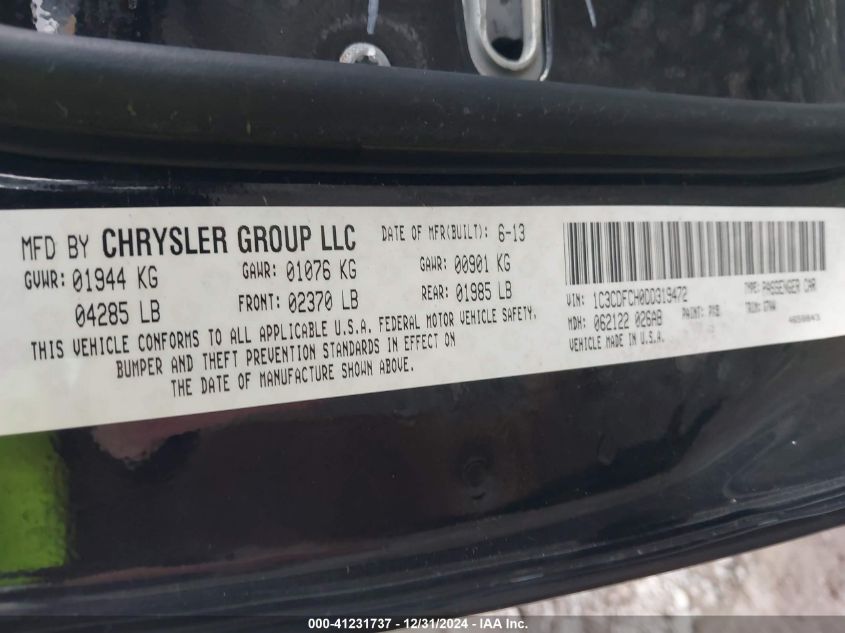 MFD BY CHRYSLER GROUP LLC DATE OF MFR(BUILT): 6-13
GVWR: 01944 KG GAWR: 01076 KG GAWR: 00901 KG
04285 LB FRONT: 02370 LB REAR: 01985 LB
THIS VEHICLE CONFORMS TO ALL APPLICABLE U.S.A. FEDERAL MOTOR VEHICLE SAFETY,
BUMPER AND THEFT PREVENTION STANDARDS IN EFFECT ON
THE DATE OF MANUFACTURE SHOWN ABOVE.
VIN: 1C3CDFCH0DD319472 TYPE: PASSENGER CAR
MDH: 062122 026AB PAINT: PX8 TRIM:
VEHICLE MADE IN U.S.A.
000-41231737 - 12/31/2024 - IAA Inc.